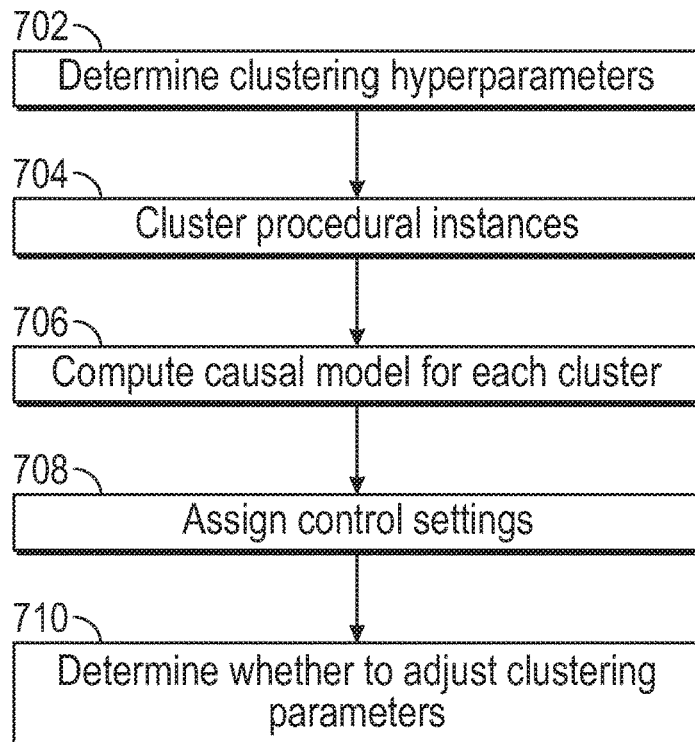 702
Determine clustering hyperparameters
704
Cluster procedural instances
706
Compute causal model for each cluster
708
Assign control settings
710
Determine whether to adjust clustering
parameters